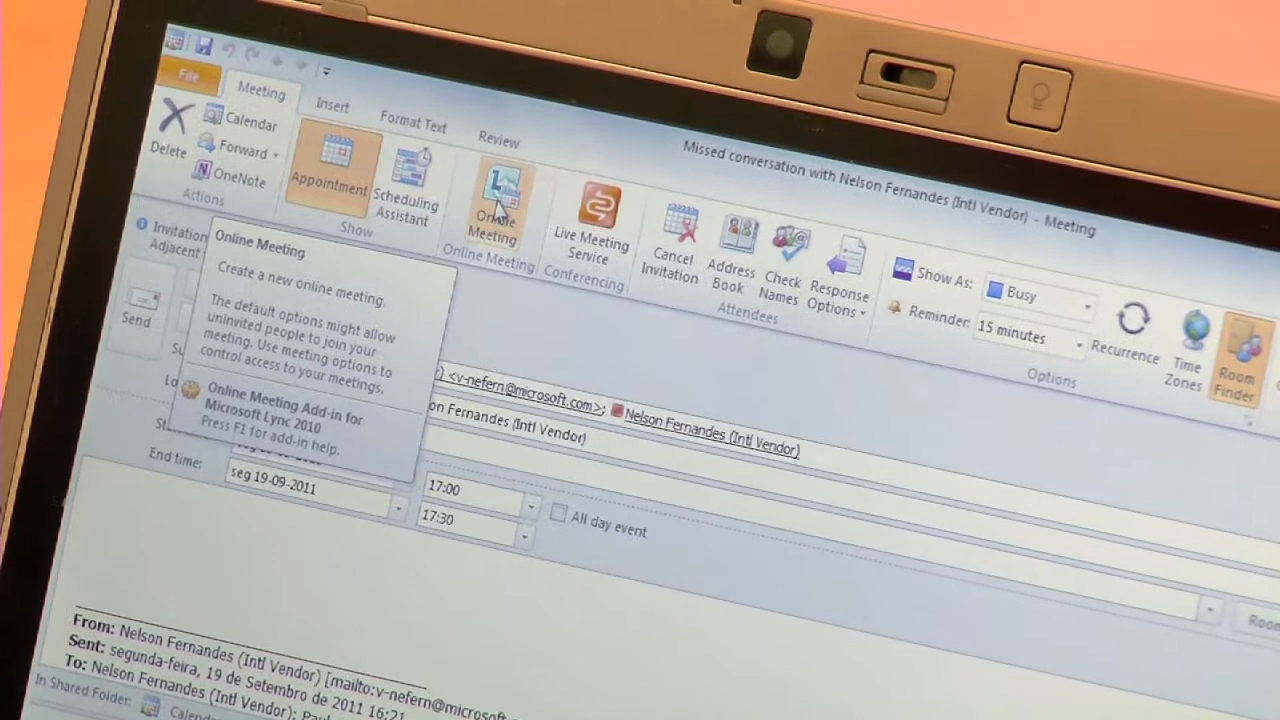 Missed conversation with Nelson Fernandes (Intl Vendor) - Meeting
File
Meeting
Insert
Format Text
Review
Delete
Calendar
Forward
OneNote
Actions
Appointment
Scheduling
Assistant
Show
Online
Meeting
Online Meeting
Live Meeting
Service
Conferencing
Cancel
Invitation
Address
Book
Check
Names
Response
Options
Attendees
Show As:
Busy
Reminder:
15 minutes
Recurrence
Time
Zones
Room
Finder
Options
Invitation
Adjacent
Send
Online Meeting
Create a new online meeting.
The default options might allow
uninvited people to join your
meeting. Use meeting options to
control access to your meetings.
Online Meeting Add-in for
Microsoft Lync 2010
Press F1 for add-in help.
<v-nefern@microsoft.com>; Nelson Fernandes (Intl Vendor)
on Fernandes (Intl Vendor)
17:00
End time:
seg 19-09-2011
17:30
All day event
Room
From: Nelson Fernandes (Intl Vendor) [mailto:v-nefern@microsoft
Sent: segunda-feira, 19 de Setembro de 2011 16:21
To: Nelson Fernandes (Intl Vendor);
In Shared Folder: